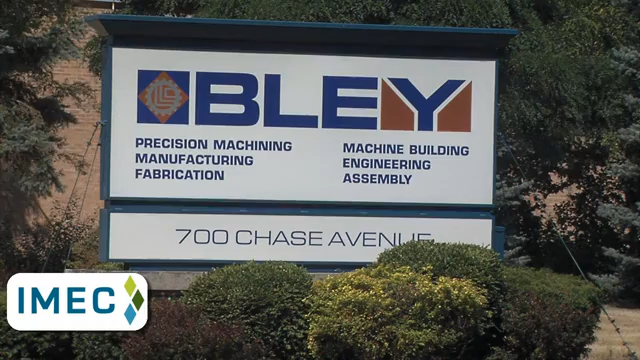 BLEY
PRECISION MACHINING
MANUFACTURING
FABRICATION
MACHINE BUILDING
ENGINEERING
ASSEMBLY
700 CHASE AVENUE
IMEC